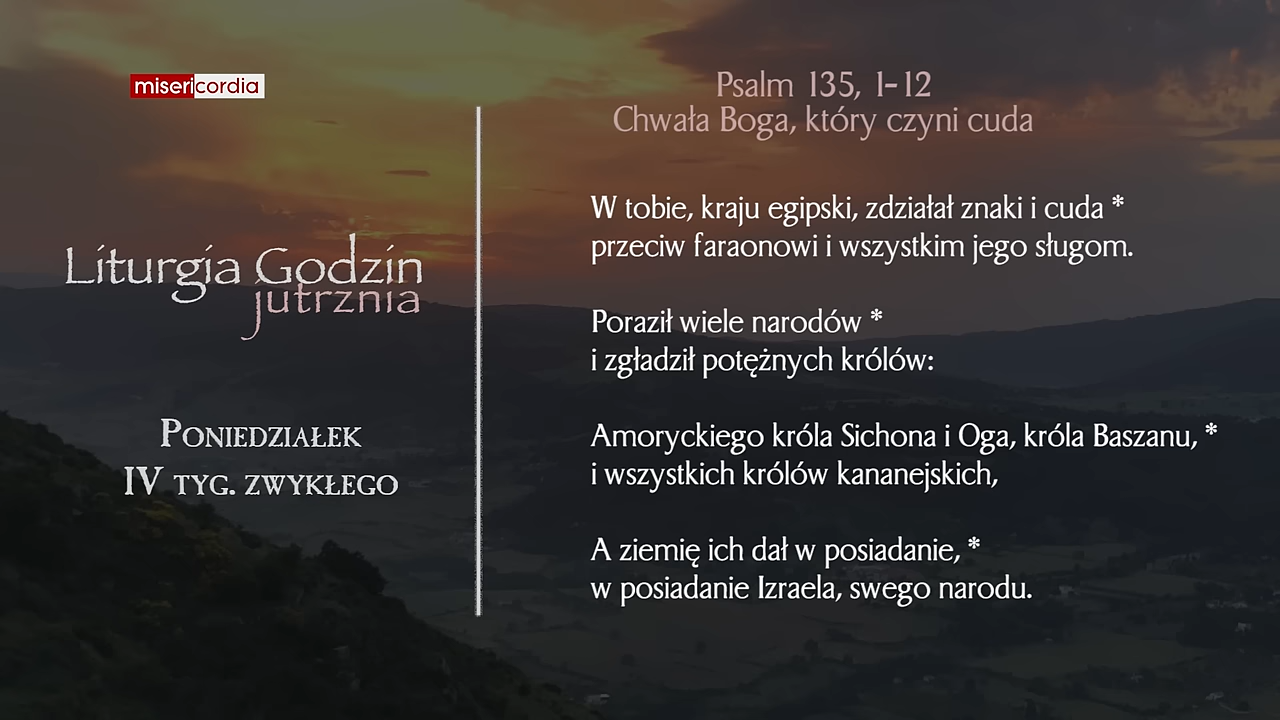 misericordia
Liturgia Godzin
jutrznia
Poniedziałek
IV tyg. zwykłego
Psalm 135, 1-12
Chwała Boga, który czyni cuda
W tobie, kraju egipski, zdziałał znaki i cuda *
przeciw faraonowi i wszystkim jego sługom.
Poraził wiele narodów *
i zgładził potężnych królów:
Amoryckiego króla Sichona i Oga, króla Baszanu, *
i wszystkich królów kananejskich,
A ziemię ich dał w posiadanie, *
w posiadanie Izraela, swego narodu.